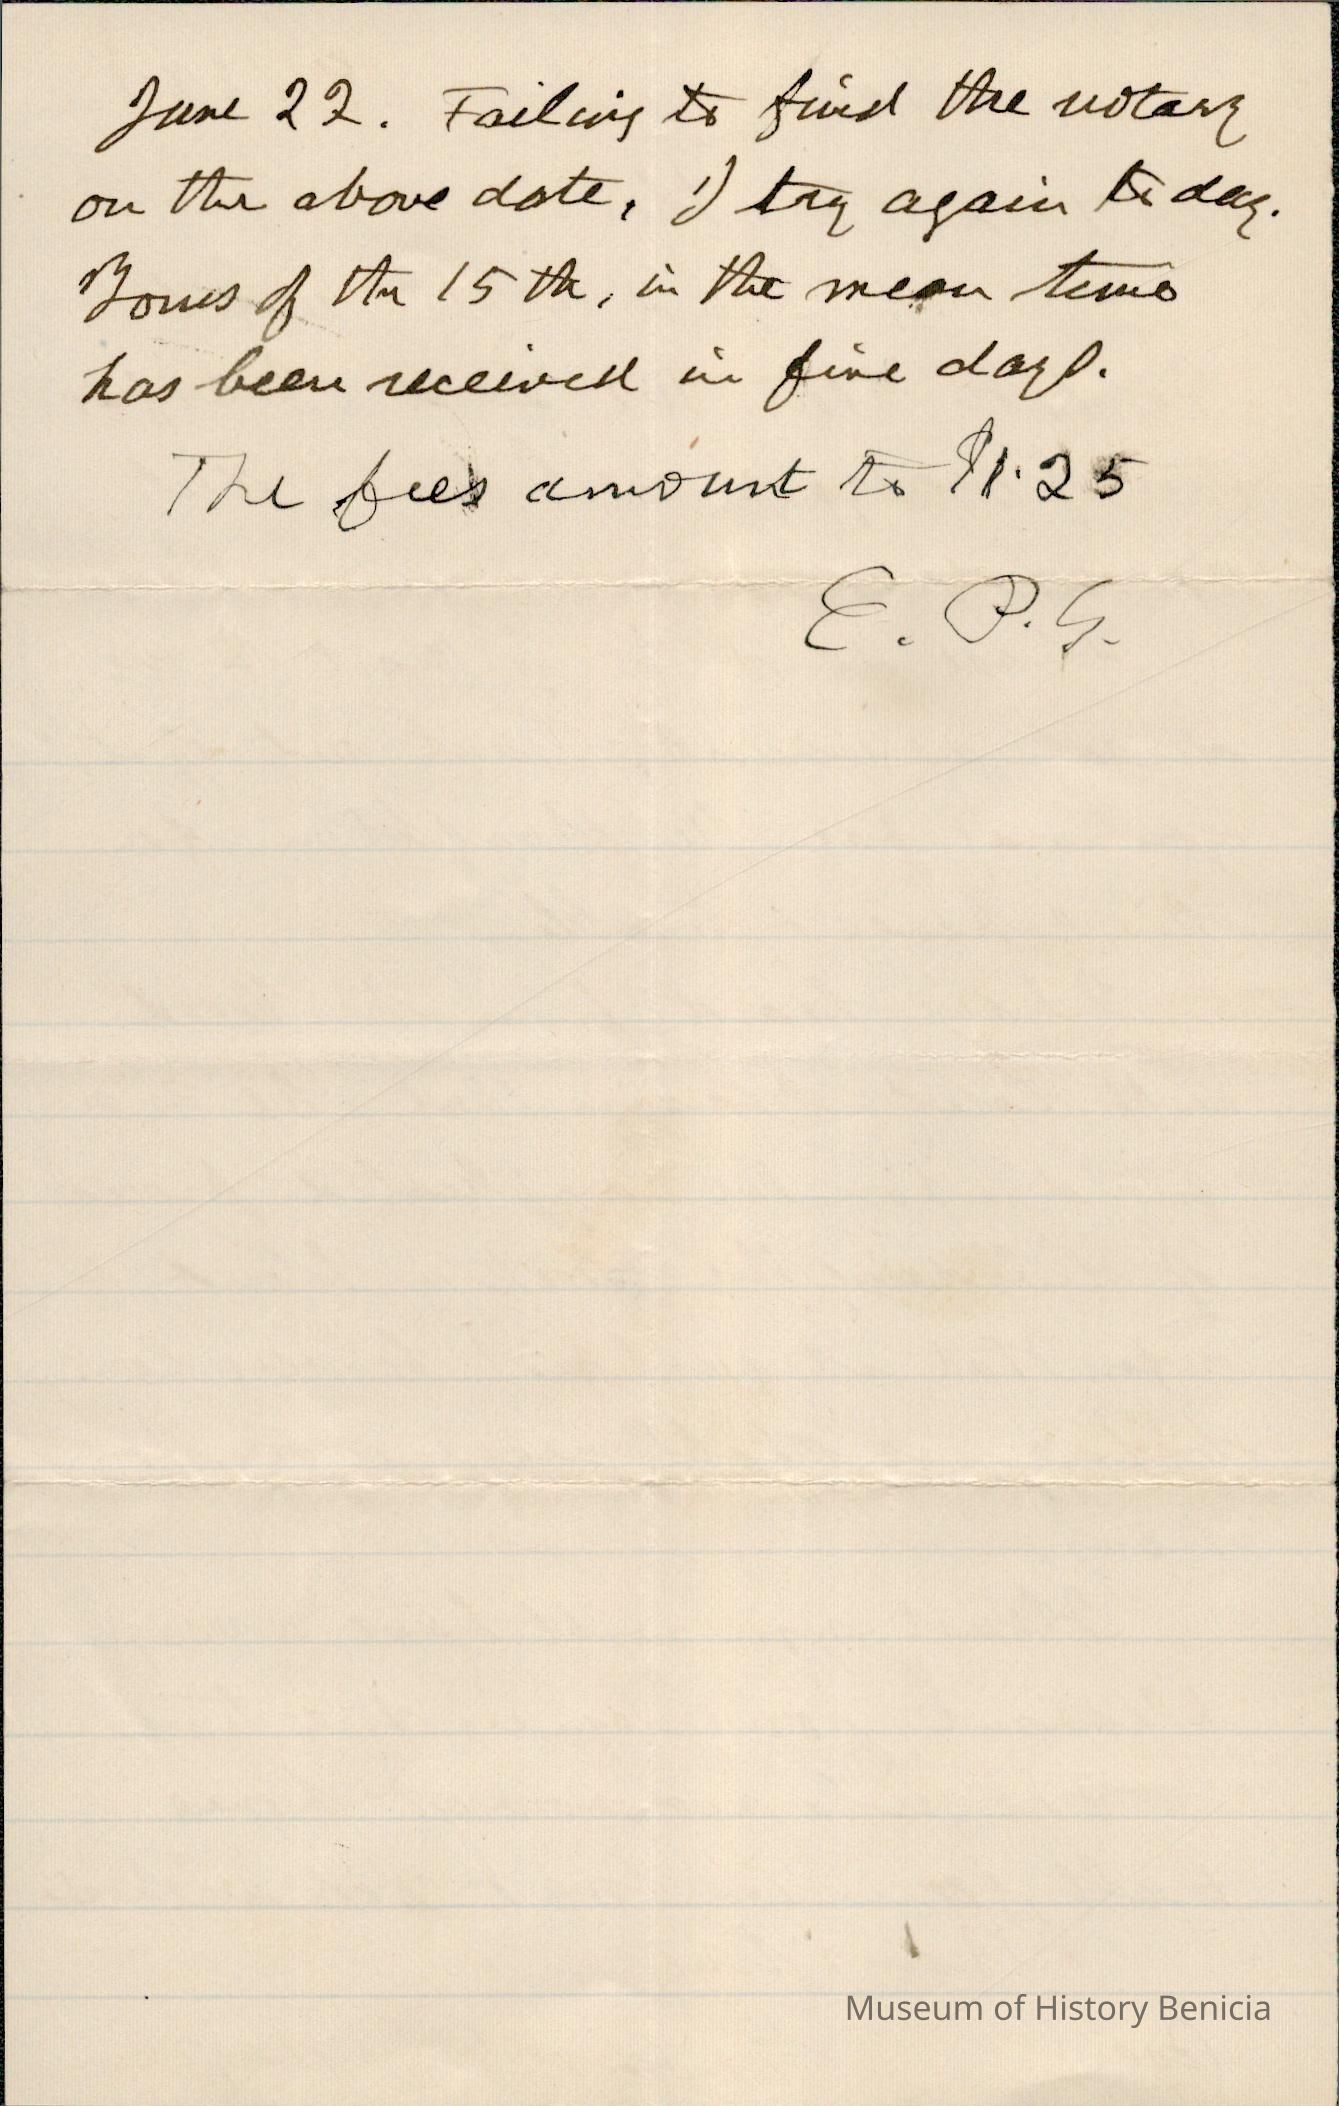 June 22. Failing to find the notary
on the above date, I try again to day.
Yours of the 15th, in the mean time
has been received in five days.
The fees amount to $1.25
E. P. G.
Museum of History Benicia